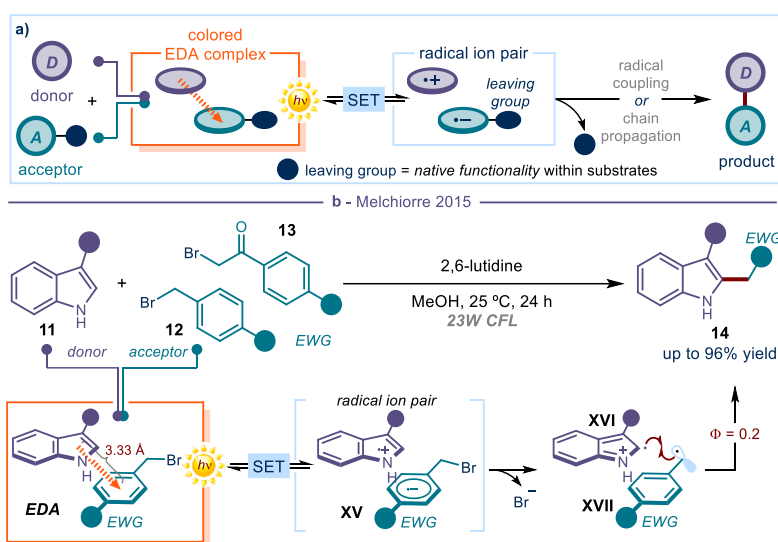 a)
colored
EDA complex
D
donor
+
A
acceptor
hν
SET
radical ion pair
•+
•−
leaving
group
radical
coupling
or
chain
propagation
D
A
product
leaving group = native functionality within substrates
b - Melchiorre 2015
11
N
H
+
13
O
Br
Br
12
EWG
2,6-lutidine
MeOH, 25 ºC, 24 h
23W CFL
EWG
N
H
14
up to 96% yield
donor
acceptor
3.33 Å
N
H
Br
EDA
EWG
hν
SET
radical ion pair
•+
N
H
Br
•−
XV
EWG
Br−
XVI
+
N
H
XVII
EWG
Φ = 0.2